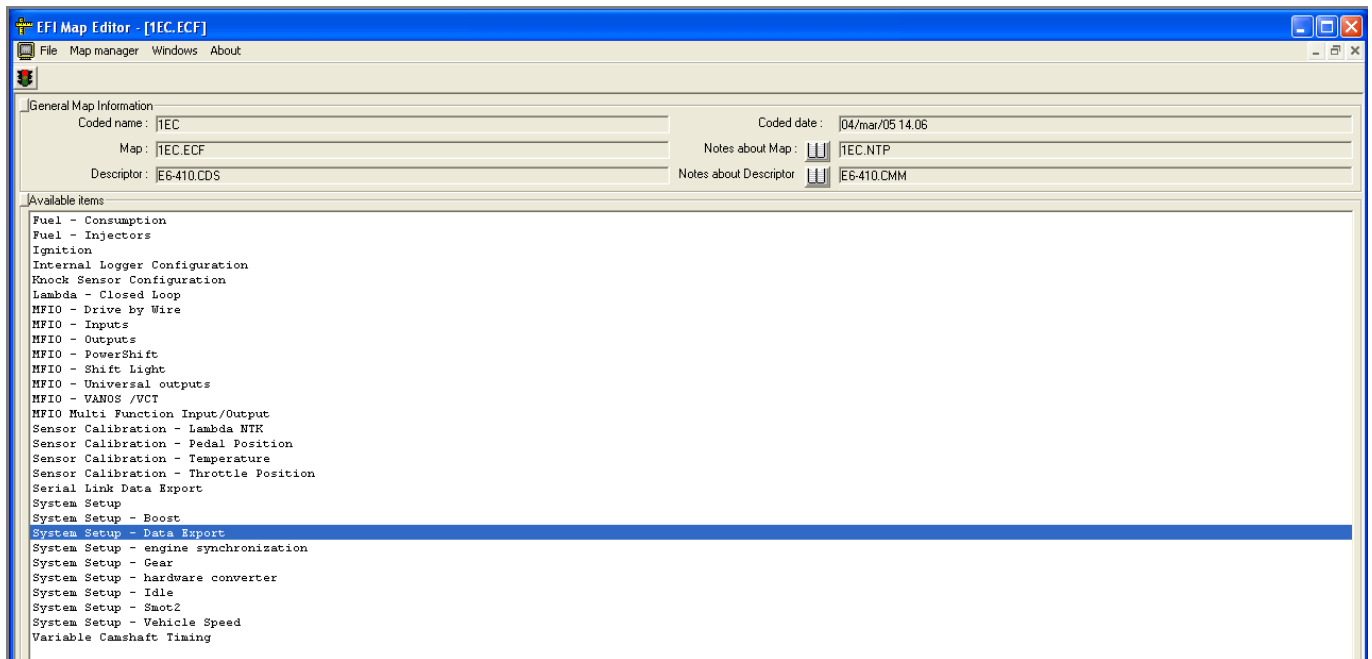 EFI Map Editor - [1EC.ECF]
File Map manager Windows About
General Map Information
Coded name : 1EC Coded date : 04/mar/05 14.06
Map : 1EC.ECF Notes about Map : 1EC.NTP
Descriptor : E6-410.CDS Notes about Descriptor E6-410.CMM
Available items
Fuel - Consumption
Fuel - Injectors
Ignition
Internal Logger Configuration
Knock Sensor Configuration
Lambda - Closed Loop
MFIO - Drive by Wire
MFIO - Inputs
MFIO - Outputs
MFIO - PowerShift
MFIO - Shift Light
MFIO - Universal outputs
MFIO - VANOS /VCT
MFIO Multi Function Input/Output
Sensor Calibration - Lambda NTK
Sensor Calibration - Pedal Position
Sensor Calibration - Temperature
Sensor Calibration - Throttle Position
Serial Link Data Export
System Setup
System Setup - Boost
System Setup - Data Export
System Setup - engine synchronization
System Setup - Gear
System Setup - hardware converter
System Setup - Idle
System Setup - Smot2
System Setup - Vehicle Speed
Variable Camshaft Timing